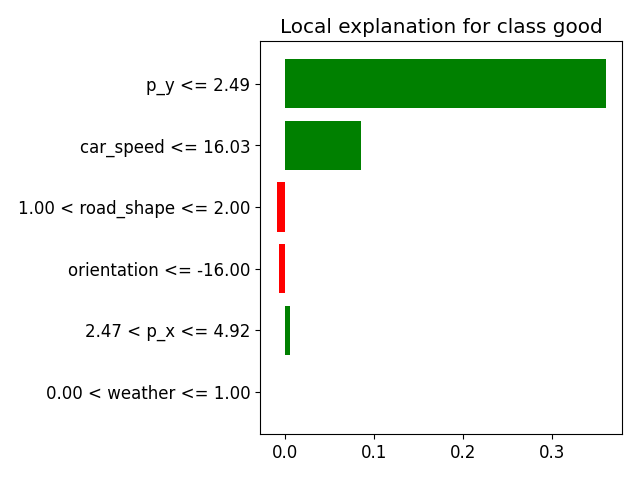 Local explanation for class good
p_y <= 2.49
car_speed <= 16.03
1.00 < road_shape <= 2.00
orientation <= -16.00
2.47 < p_x <= 4.92
0.00 < weather <= 1.00
0.0 0.1 0.2 0.3